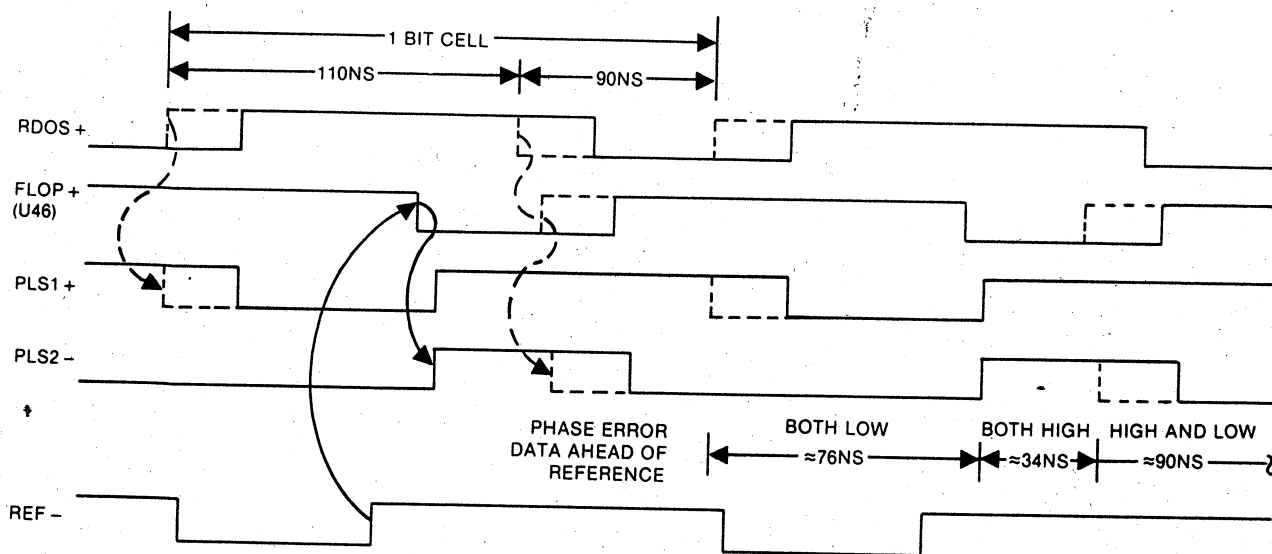 1 BIT CELL
110NS
90NS
RDOS +
FLOP +
(U46)
PLS1 +
PLS2 –
PHASE ERROR
DATA AHEAD OF
REFERENCE
BOTH LOW
≈76NS
BOTH HIGH
≈34NS
HIGH AND LOW
≈90NS
REF –